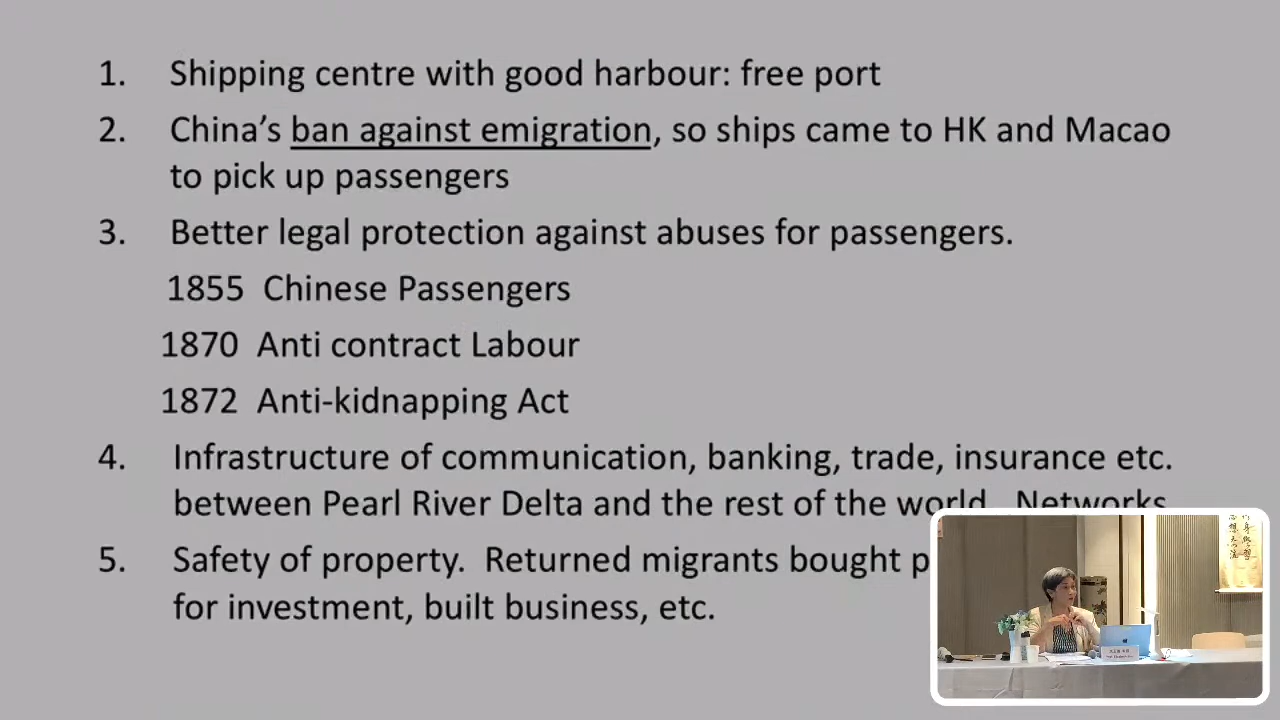 1. Shipping centre with good harbour: free port
2. China's ban against emigration, so ships came to HK and Macao
to pick up passengers
3. Better legal protection against abuses for passengers.
1855 Chinese Passengers
1870 Anti contract Labour
1872 Anti-kidnapping Act
4. Infrastructure of communication, banking, trade, insurance etc.
between Pearl River Delta and the rest of the world. Networks
5. Safety of property. Returned migrants bought
for investment, built business, etc.